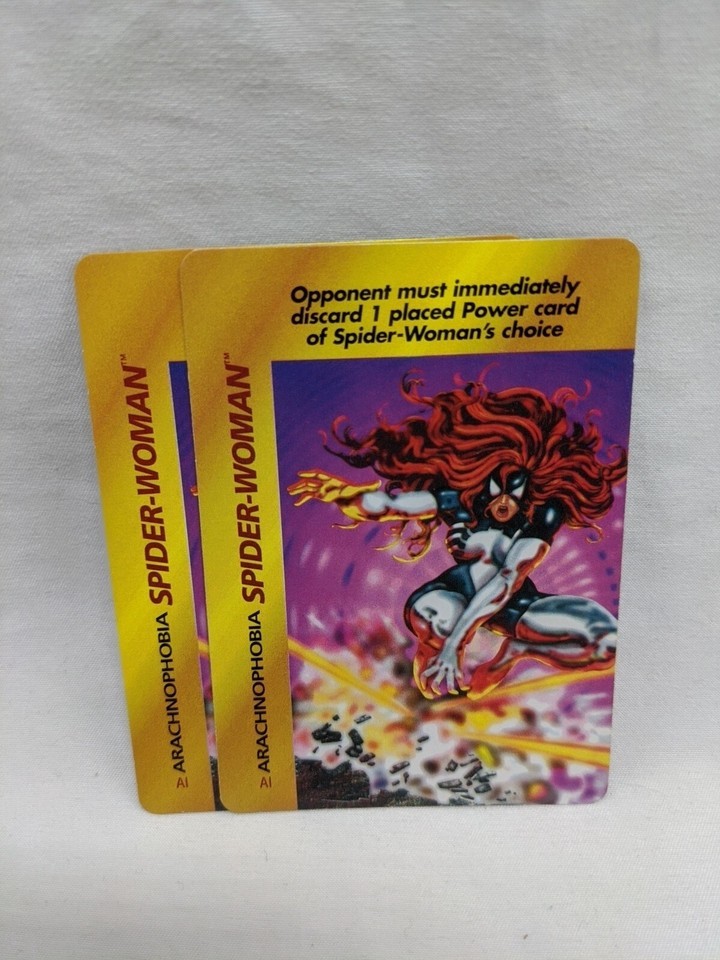 Opponent must immediately
discard 1 placed Power card
of Spider-Woman's choice
AI ARACHNOPHOBIA SPIDER-WOMAN™
AI ARACHNOPHOBIA SPIDER-WOMAN™